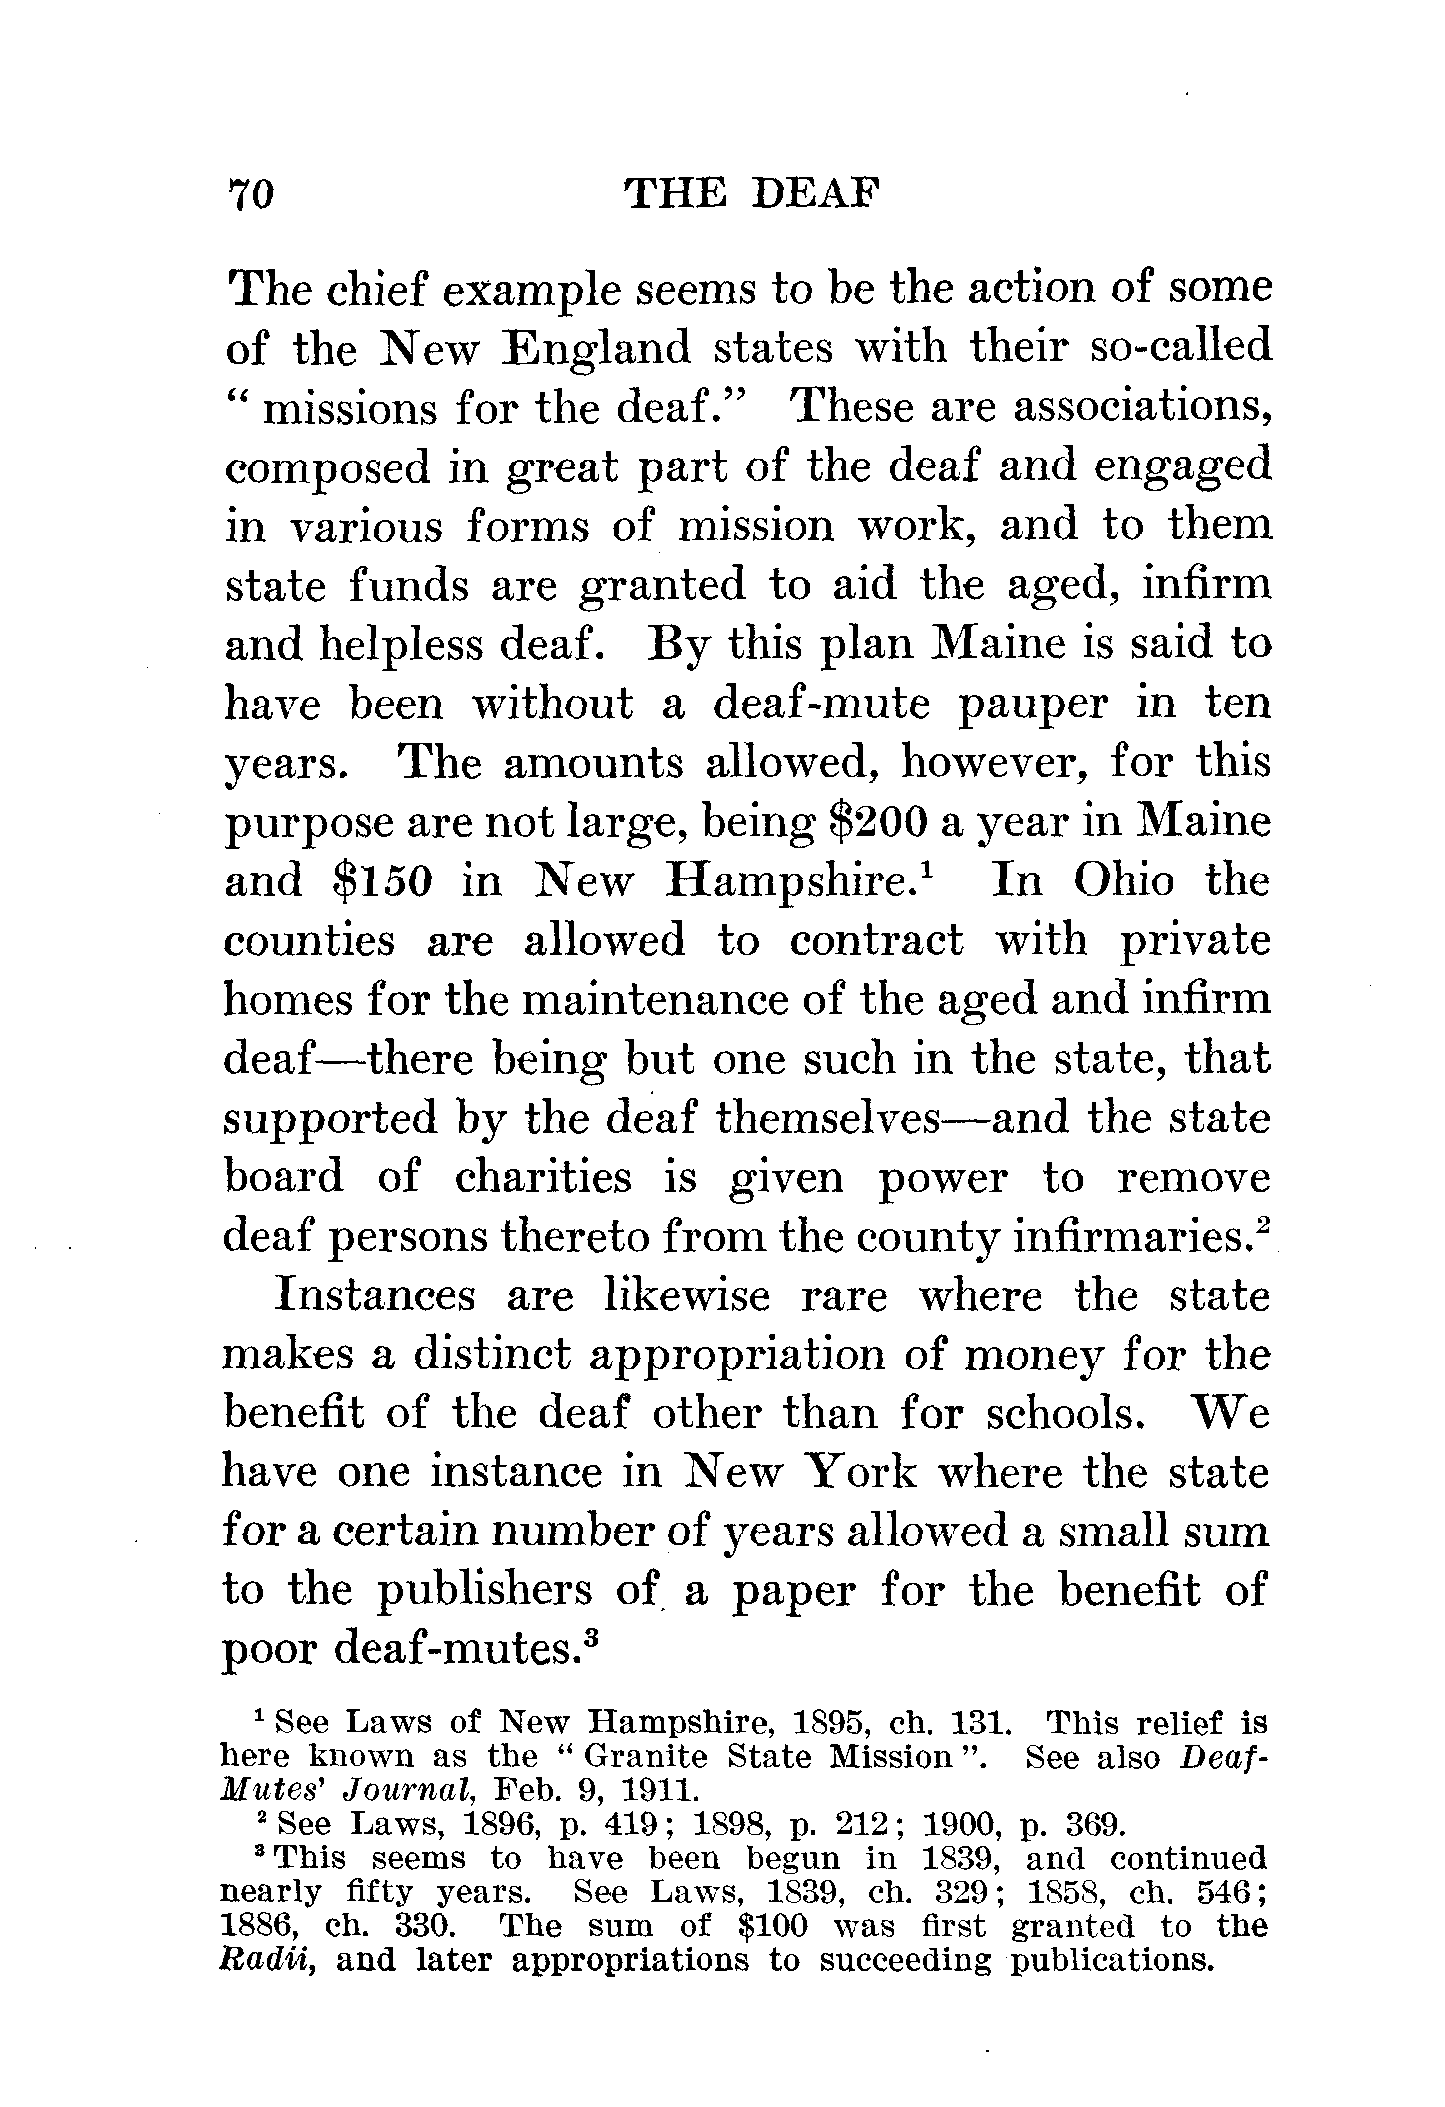 70 THE DEAF
The chief example seems to be the action of some
of the New England states with their so-called
“ missions for the deaf.” These are associations,
composed in great part of the deaf and engaged
in various forms of mission work, and to them
state funds are granted to aid the aged, infirm
and helpless deaf. By this plan Maine is said to
have been without a deaf-mute pauper in ten
years. The amounts allowed, however, for this
purpose are not large, being $200 a year in Maine
and $150 in New Hampshire.¹ In Ohio the
counties are allowed to contract with private
homes for the maintenance of the aged and infirm
deaf—there being but one such in the state, that
supported by the deaf themselves—and the state
board of charities is given power to remove
deaf persons thereto from the county infirmaries.²
Instances are likewise rare where the state
makes a distinct appropriation of money for the
benefit of the deaf other than for schools. We
have one instance in New York where the state
for a certain number of years allowed a small sum
to the publishers of a paper for the benefit of
poor deaf-mutes.³
¹ See Laws of New Hampshire, 1895, ch. 131. This relief is
here known as the “ Granite State Mission ”. See also Deaf-
Mutes’ Journal, Feb. 9, 1911.
² See Laws, 1896, p. 419; 1898, p. 212; 1900, p. 369.
³ This seems to have been begun in 1839, and continued
nearly fifty years. See Laws, 1839, ch. 329; 1858, ch. 546;
1886, ch. 330. The sum of $100 was first granted to the
Radii, and later appropriations to succeeding publications.